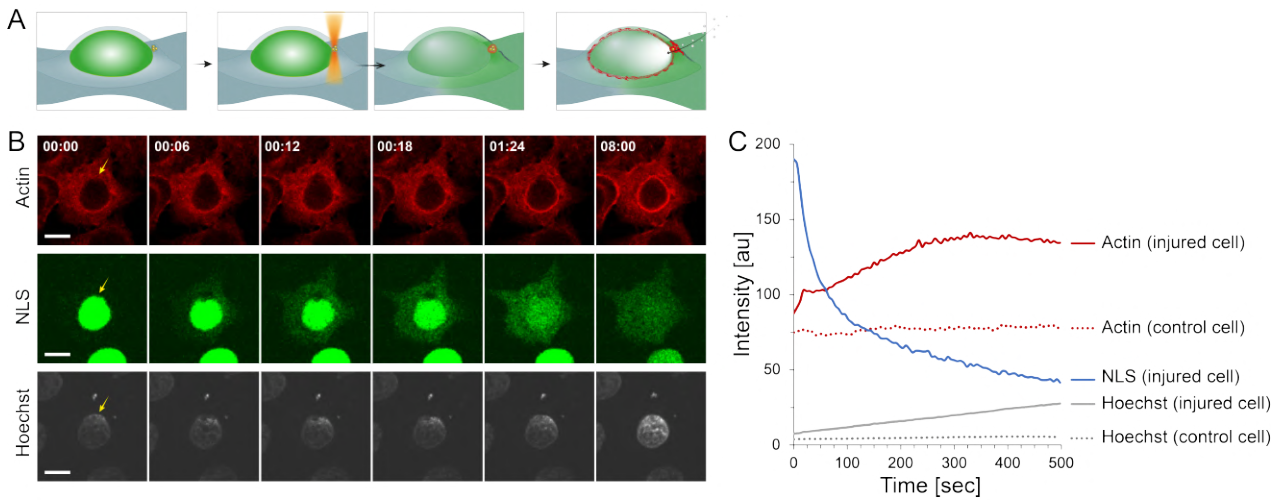 A
B
00:00 00:06 00:12 00:18 01:24 08:00
Actin
NLS
Hoechst
C
200
150
100
50
0
Intensity [au]
0 100 200 300 400 500
Time [sec]
Actin (injured cell)
Actin (control cell)
NLS (injured cell)
Hoechst (injured cell)
Hoechst (control cell)